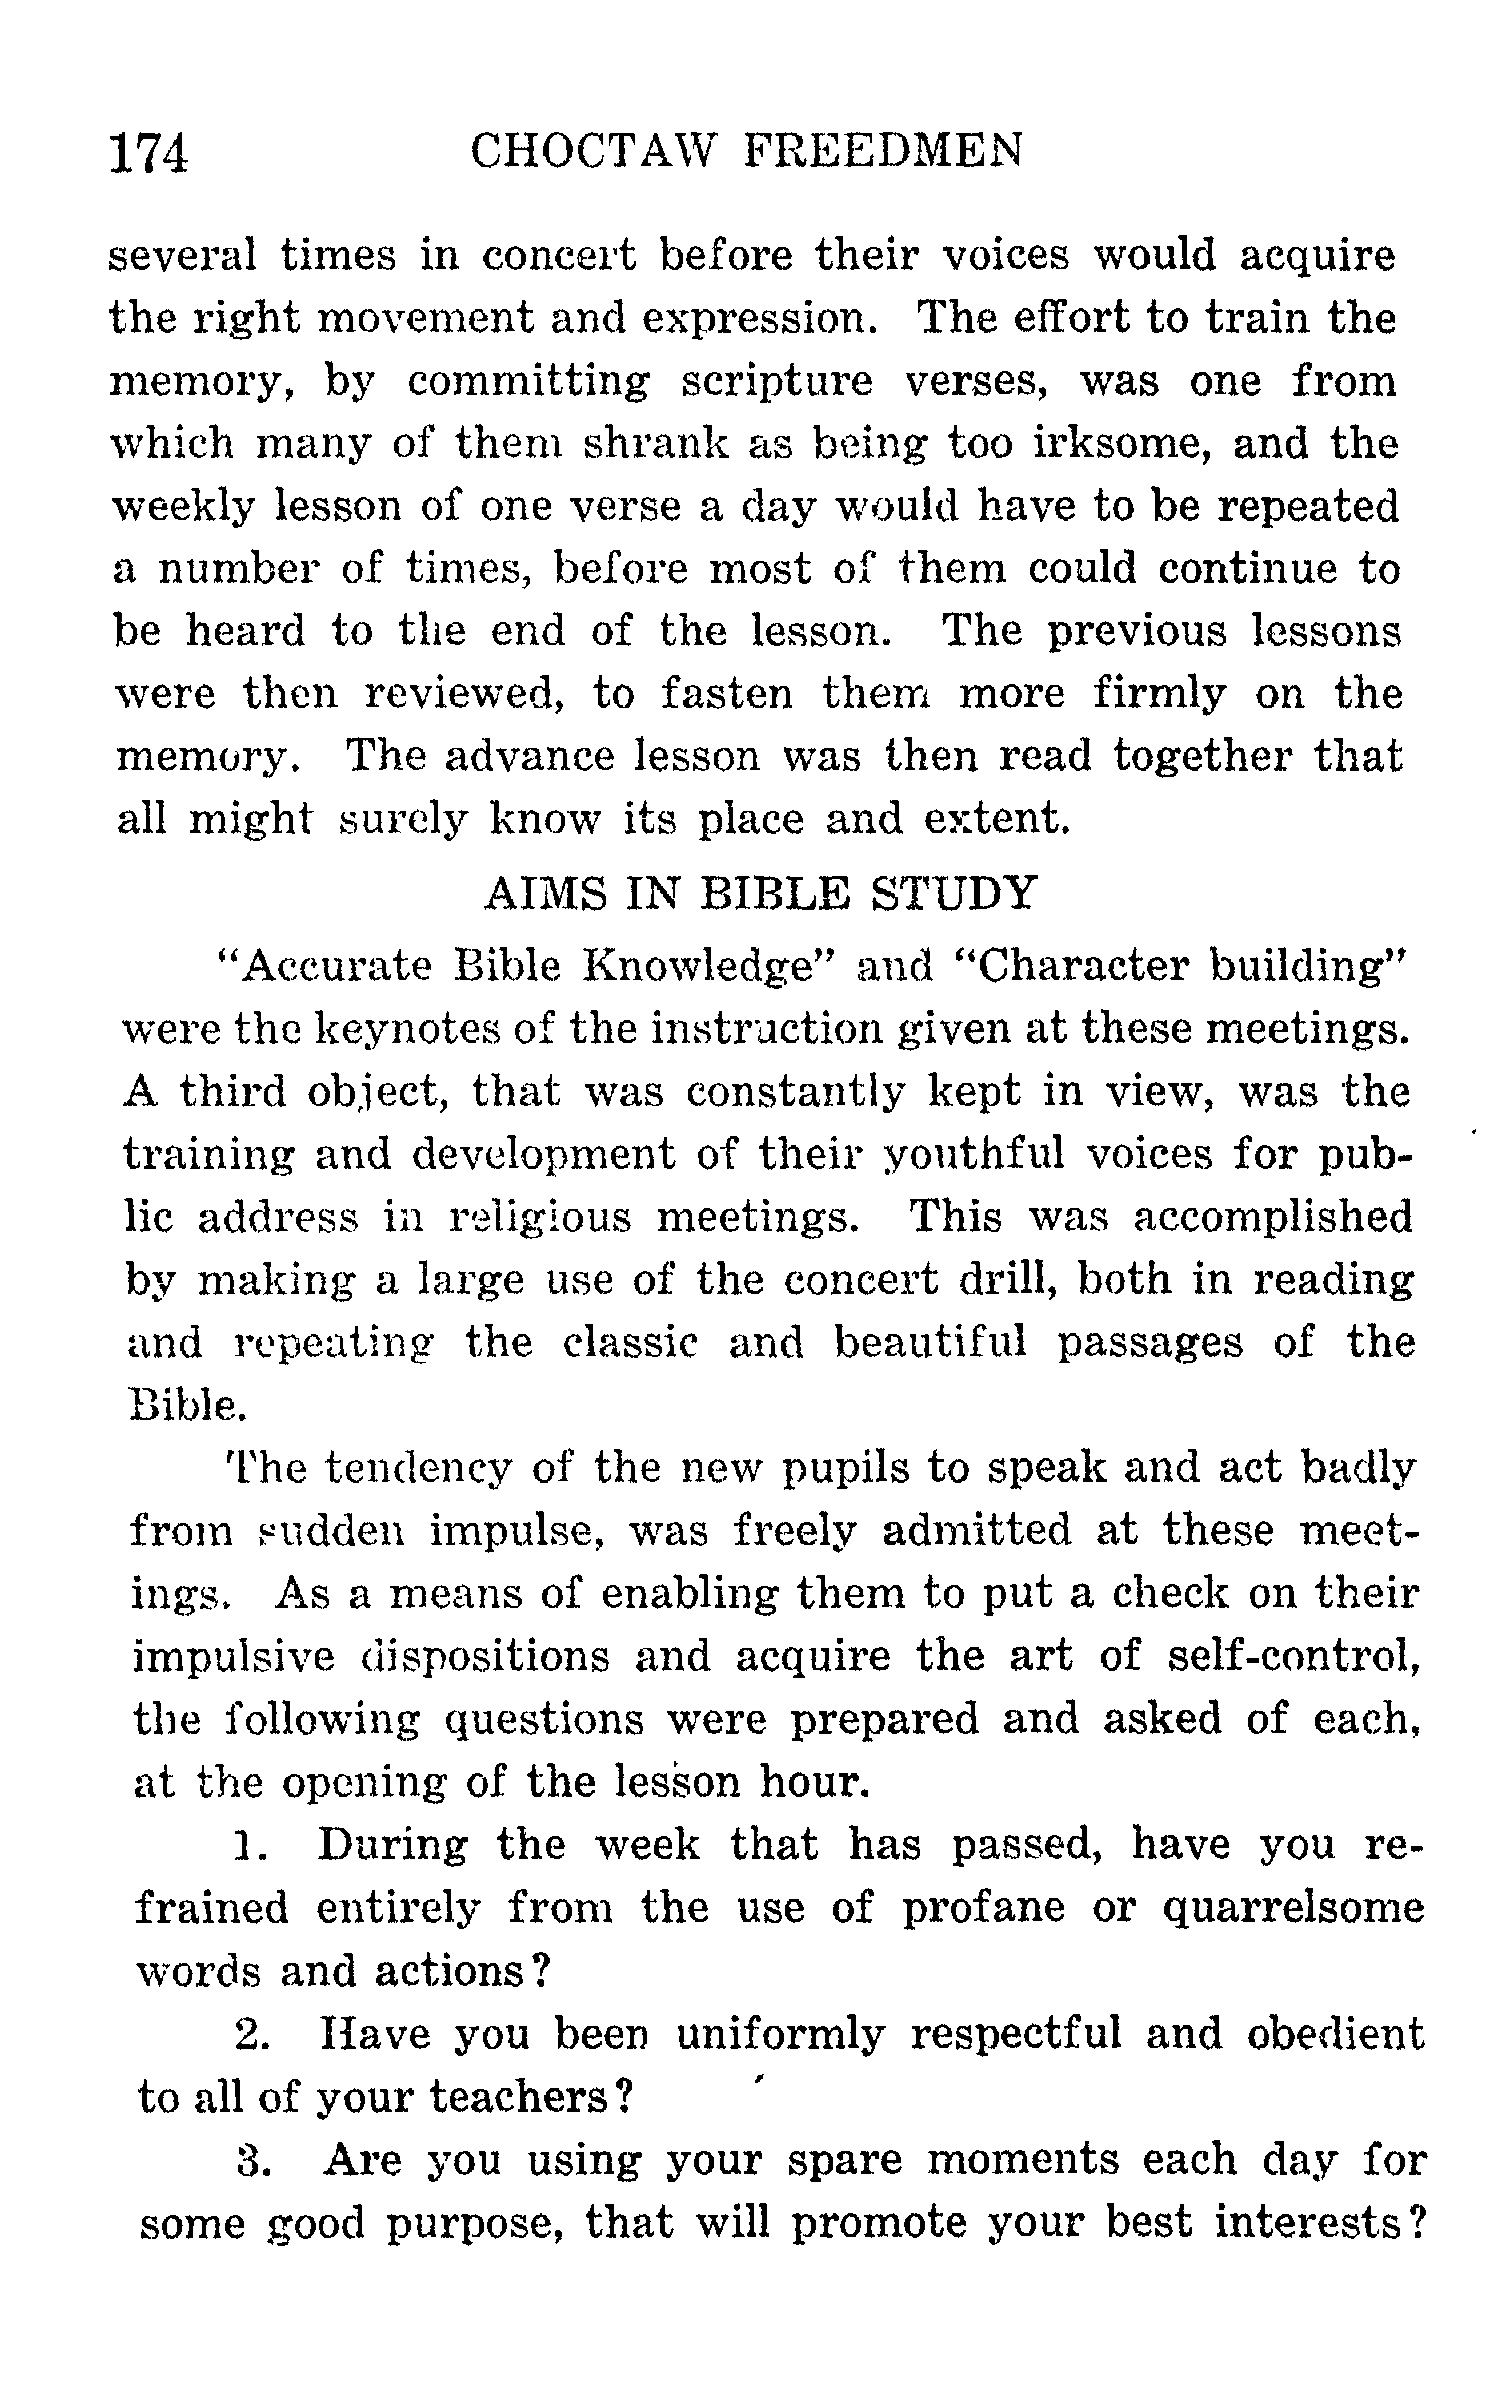 174 CHOCTAW FREEDMEN
several times in concert before their voices would acquire
the right movement and expression. The effort to train the
memory, by committing scripture verses, was one from
which many of them shrank as being too irksome, and the
weekly lesson of one verse a day would have to be repeated
a number of times, before most of them could continue to
be heard to the end of the lesson. The previous lessons
were then reviewed, to fasten them more firmly on the
memory. The advance lesson was then read together that
all might surely know its place and extent.
AIMS IN BIBLE STUDY
“Accurate Bible Knowledge” and “Character building”
were the keynotes of the instruction given at these meetings.
A third object, that was constantly kept in view, was the
training and development of their youthful voices for pub-
lic address in religious meetings. This was accomplished
by making a large use of the concert drill, both in reading
and repeating the classic and beautiful passages of the
Bible.
The tendency of the new pupils to speak and act badly
from sudden impulse, was freely admitted at these meet-
ings. As a means of enabling them to put a check on their
impulsive dispositions and acquire the art of self-control,
the following questions were prepared and asked of each,
at the opening of the lesson hour.
1. During the week that has passed, have you re-
frained entirely from the use of profane or quarrelsome
words and actions?
2. Have you been uniformly respectful and obedient
to all of your teachers?
3. Are you using your spare moments each day for
some good purpose, that will promote your best interests?